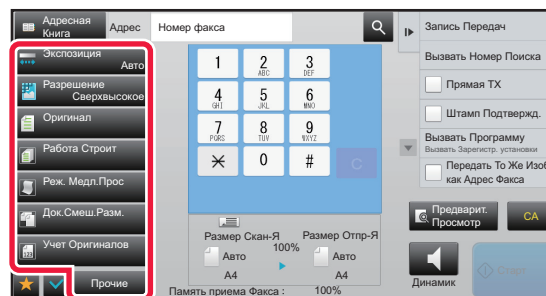 Адресная
Книга
Адрес
Номер факса
Экспозиция
Авто
Разрешение
Сверхвысокое
Оригинал
Работа Строит
Реж. Медл.Прос
Док.Смеш.Разм.
Учет Оригиналов
Прочие
1
2
ABC
3
DEF
4
GHI
5
JKL
6
MNO
7
PQRS
8
TUV
9
WXYZ
0
#
C
Размер Скан-Я
Размер Отпр-Я
100%
Авто
A4
Авто
A4
Память приема Факса :
100%
Запись Передач
Вызвать Номер Поиска
Прямая TX
Штамп Подтвержд.
Вызвать Программу
Вызвать Зарегистр. установки
Передать То Же Изоб
как Адрес Факса
Предварит.
Просмотр
CA
Динамик
Старт